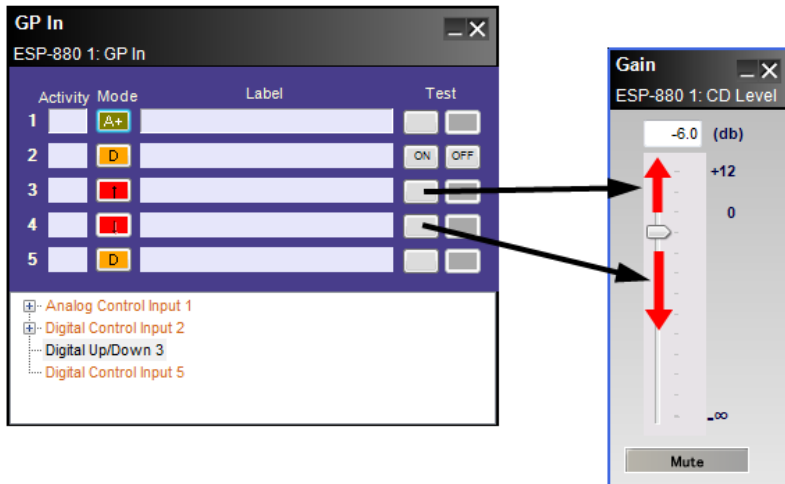 GP In
ESP-880 1: GP In
Activity Mode Label Test
1 A+
2 D ON OFF
3 ↑
4 ↓
5 D
Analog Control Input 1
Digital Control Input 2
Digital Up/Down 3
Digital Control Input 5
Gain
ESP-880 1: CD Level
-6.0 (db)
+12
0
-∞
Mute